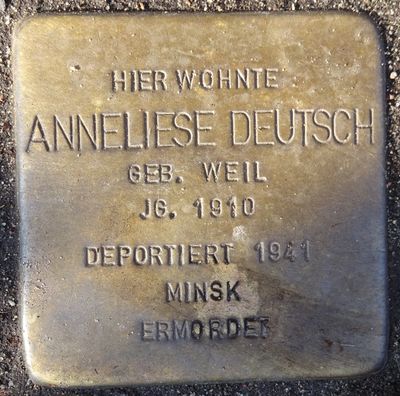 HIER WOHNTE
ANNELIESE DEUTSCH
GEB. WEIL
JG. 1910
DEPORTIERT 1941
MINSK
ERMORDET